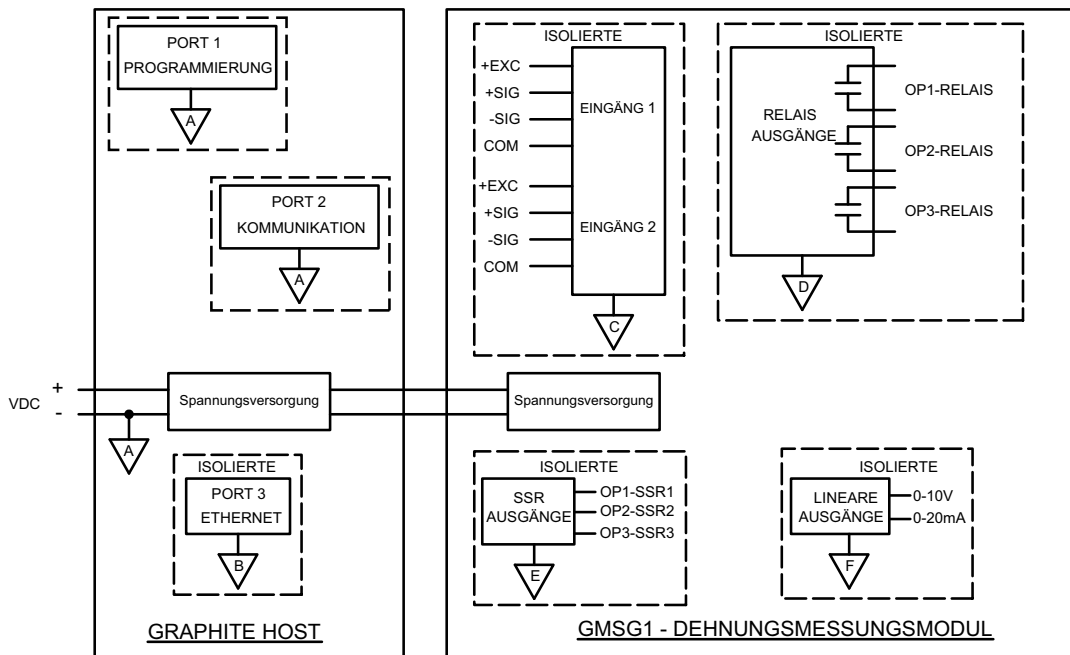 PORT 1
PROGRAMMIERUNG
A
PORT 2
KOMMUNIKATION
A
VDC
+
-
A
Spannungsversorgung
ISOLIERTE
PORT 3
ETHERNET
B
GRAPHITE HOST
ISOLIERTE
+EXC
+SIG
-SIG
COM
EINGÄNG 1
+EXC
+SIG
-SIG
COM
EINGÄNG 2
C
ISOLIERTE
RELAIS
AUSGÄNGE
OP1-RELAIS
OP2-RELAIS
OP3-RELAIS
D
Spannungsversorgung
ISOLIERTE
SSR
AUSGÄNGE
OP1-SSR1
OP2-SSR2
OP3-SSR3
E
ISOLIERTE
LINEARE
AUSGÄNGE
0-10V
0-20mA
F
GMSG1 - DEHNUNGSMESSUNGSMODUL